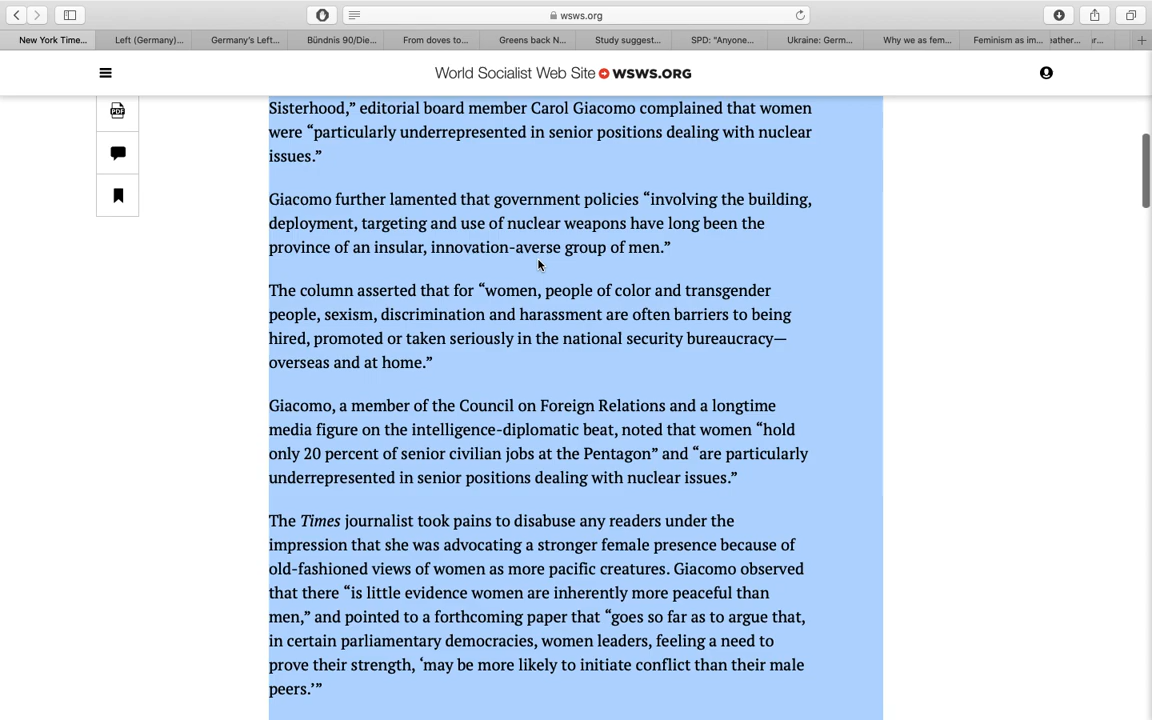 wsws.org
New York Time...
Left (Germany)...
Germany's Left...
Bündnis 90/Die...
From doves to...
Greens back N...
Study suggest...
SPD: "Anyone...
Ukraine: Germ...
Why we as fem...
Feminism as im...
eather...
r...
World Socialist Web Site WSWS.ORG
PDF
Sisterhood,” editorial board member Carol Giacomo complained that women
were “particularly underrepresented in senior positions dealing with nuclear
issues.”
Giacomo further lamented that government policies “involving the building,
deployment, targeting and use of nuclear weapons have long been the
province of an insular, innovation-averse group of men.”
The column asserted that for “women, people of color and transgender
people, sexism, discrimination and harassment are often barriers to being
hired, promoted or taken seriously in the national security bureaucracy—
overseas and at home.”
Giacomo, a member of the Council on Foreign Relations and a longtime
media figure on the intelligence-diplomatic beat, noted that women “hold
only 20 percent of senior civilian jobs at the Pentagon” and “are particularly
underrepresented in senior positions dealing with nuclear issues.”
The Times journalist took pains to disabuse any readers under the
impression that she was advocating a stronger female presence because of
old-fashioned views of women as more pacific creatures. Giacomo observed
that there “is little evidence women are inherently more peaceful than
men,” and pointed to a forthcoming paper that “goes so far as to argue that,
in certain parliamentary democracies, women leaders, feeling a need to
prove their strength, ‘may be more likely to initiate conflict than their male
peers.’”